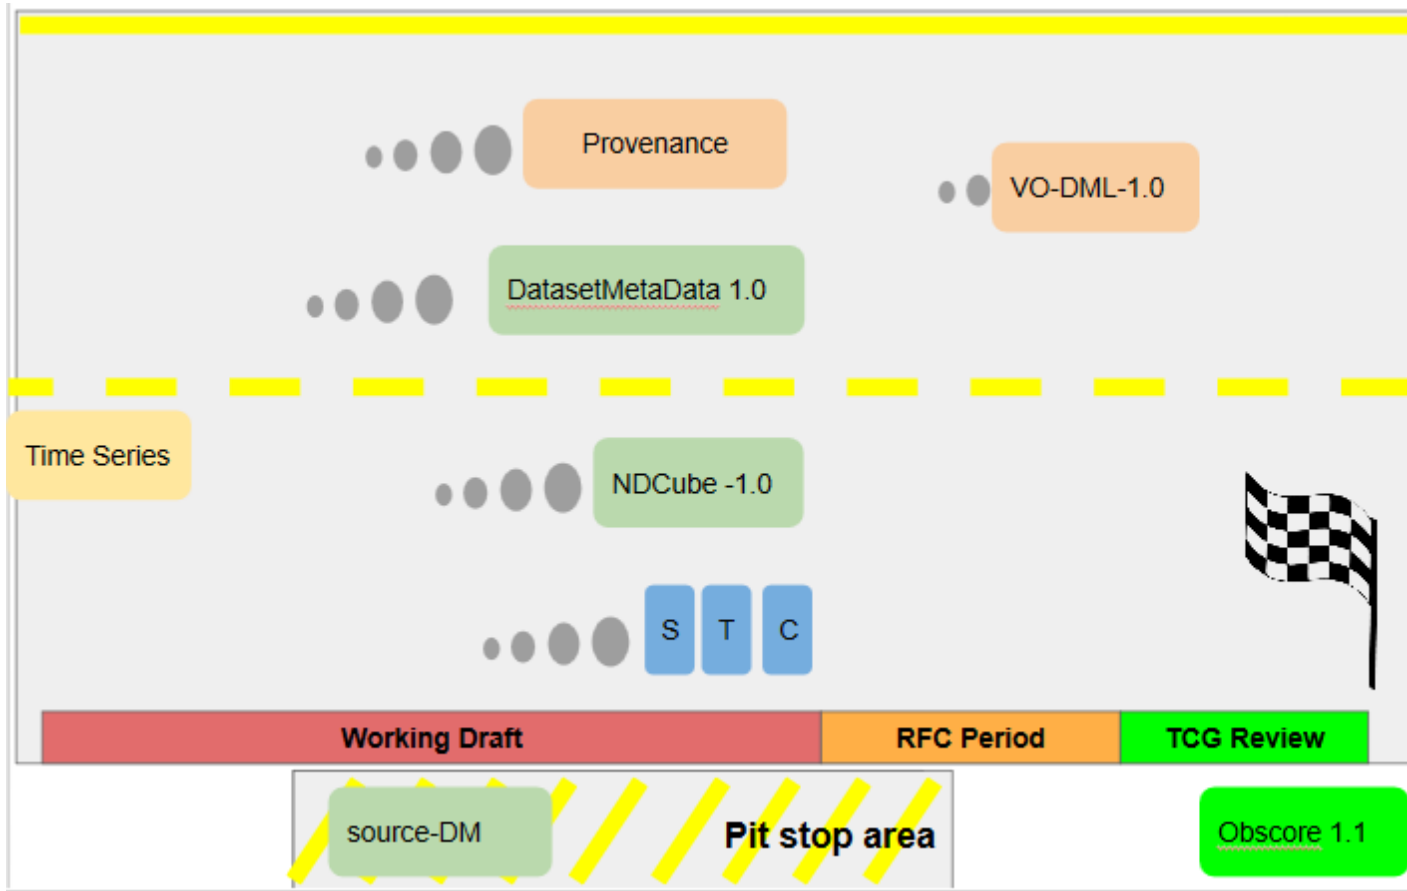 Provenance
VO-DML-1.0
DatasetMetaData 1.0
Time Series
NDCube -1.0
S T C
Working Draft
RFC Period
TCG Review
source-DM
Pit stop area
Obscore 1.1